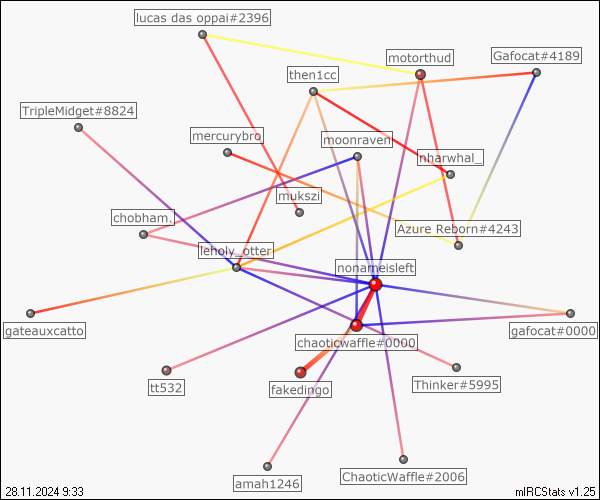 lucas das oppai#2396
motorthud
Gafocat#4189
then1cc
TripleMidget#8824
mercurybro
moonraven
nharwhal_
mukszi
chobham.
Azure Reborn#4243
leholy_otter
nonameisleft
gateauxcatto
gafocat#0000
chaoticwaffle#0000
tt532
fakedingo
Thinker#5995
amah1246
ChaoticWaffle#2006
28.11.2024 9:33
mIRCStats v1.25